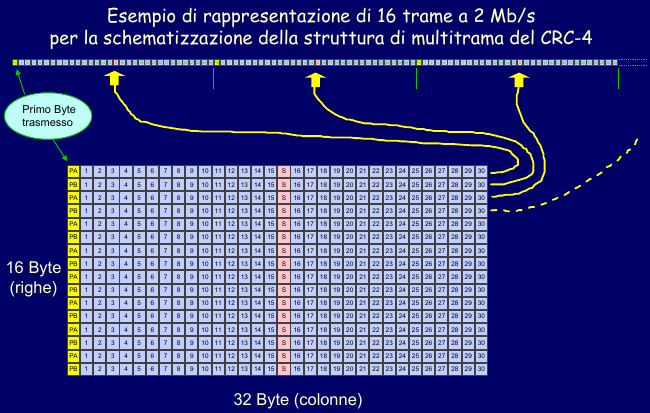 Esempio di rappresentazione di 16 trame a 2 Mb/s
per la schematizzazione della struttura di multitrama del CRC-4
Primo Byte
trasmesso
PA 1 2 3 4 5 6 7 8 9 10 11 12 13 14 15 S 16 17 18 19 20 21 22 23 24 25 26 27 28 29 30
PB 1 2 3 4 5 6 7 8 9 10 11 12 13 14 15 S 16 17 18 19 20 21 22 23 24 25 26 27 28 29 30
PA 1 2 3 4 5 6 7 8 9 10 11 12 13 14 15 S 16 17 18 19 20 21 22 23 24 25 26 27 28 29 30
PB 1 2 3 4 5 6 7 8 9 10 11 12 13 14 15 S 16 17 18 19 20 21 22 23 24 25 26 27 28 29 30
PA 1 2 3 4 5 6 7 8 9 10 11 12 13 14 15 S 16 17 18 19 20 21 22 23 24 25 26 27 28 29 30
PB 1 2 3 4 5 6 7 8 9 10 11 12 13 14 15 S 16 17 18 19 20 21 22 23 24 25 26 27 28 29 30
PA 1 2 3 4 5 6 7 8 9 10 11 12 13 14 15 S 16 17 18 19 20 21 22 23 24 25 26 27 28 29 30
PB 1 2 3 4 5 6 7 8 9 10 11 12 13 14 15 S 16 17 18 19 20 21 22 23 24 25 26 27 28 29 30
16 Byte
(righe)
PA 1 2 3 4 5 6 7 8 9 10 11 12 13 14 15 S 16 17 18 19 20 21 22 23 24 25 26 27 28 29 30
PB 1 2 3 4 5 6 7 8 9 10 11 12 13 14 15 S 16 17 18 19 20 21 22 23 24 25 26 27 28 29 30
PA 1 2 3 4 5 6 7 8 9 10 11 12 13 14 15 S 16 17 18 19 20 21 22 23 24 25 26 27 28 29 30
PB 1 2 3 4 5 6 7 8 9 10 11 12 13 14 15 S 16 17 18 19 20 21 22 23 24 25 26 27 28 29 30
PA 1 2 3 4 5 6 7 8 9 10 11 12 13 14 15 S 16 17 18 19 20 21 22 23 24 25 26 27 28 29 30
PB 1 2 3 4 5 6 7 8 9 10 11 12 13 14 15 S 16 17 18 19 20 21 22 23 24 25 26 27 28 29 30
PA 1 2 3 4 5 6 7 8 9 10 11 12 13 14 15 S 16 17 18 19 20 21 22 23 24 25 26 27 28 29 30
PB 1 2 3 4 5 6 7 8 9 10 11 12 13 14 15 S 16 17 18 19 20 21 22 23 24 25 26 27 28 29 30
32 Byte (colonne)